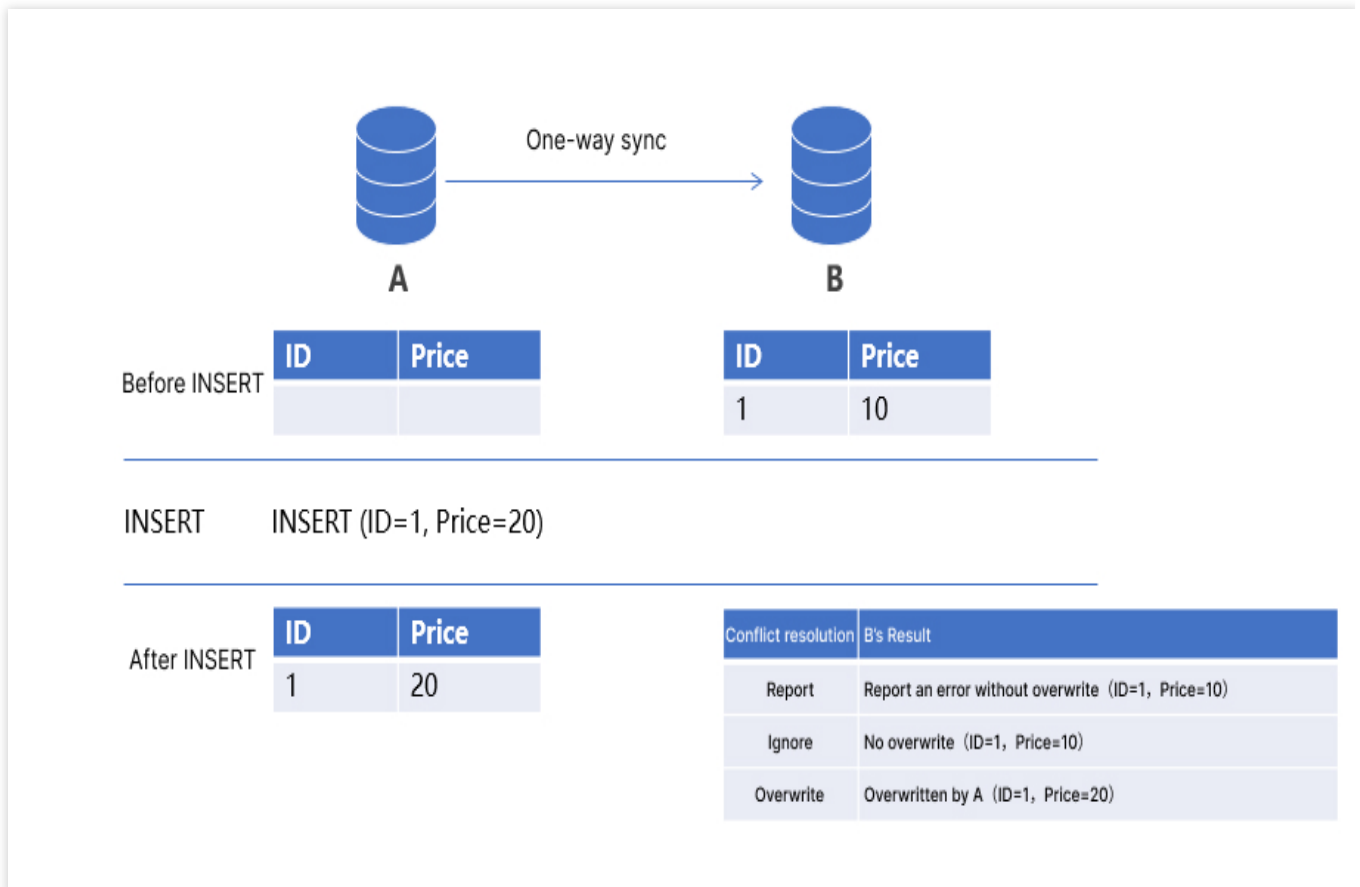 One-way sync
A
B
ID Price
ID Price
Before INSERT
1 10
INSERT INSERT (ID=1, Price=20)
ID Price
After INSERT
1 20
Conflict resolution B's Result
Report Report an error without overwrite（ID=1，Price=10）
Ignore No overwrite（ID=1，Price=10）
Overwrite Overwritten by A（ID=1，Price=20）